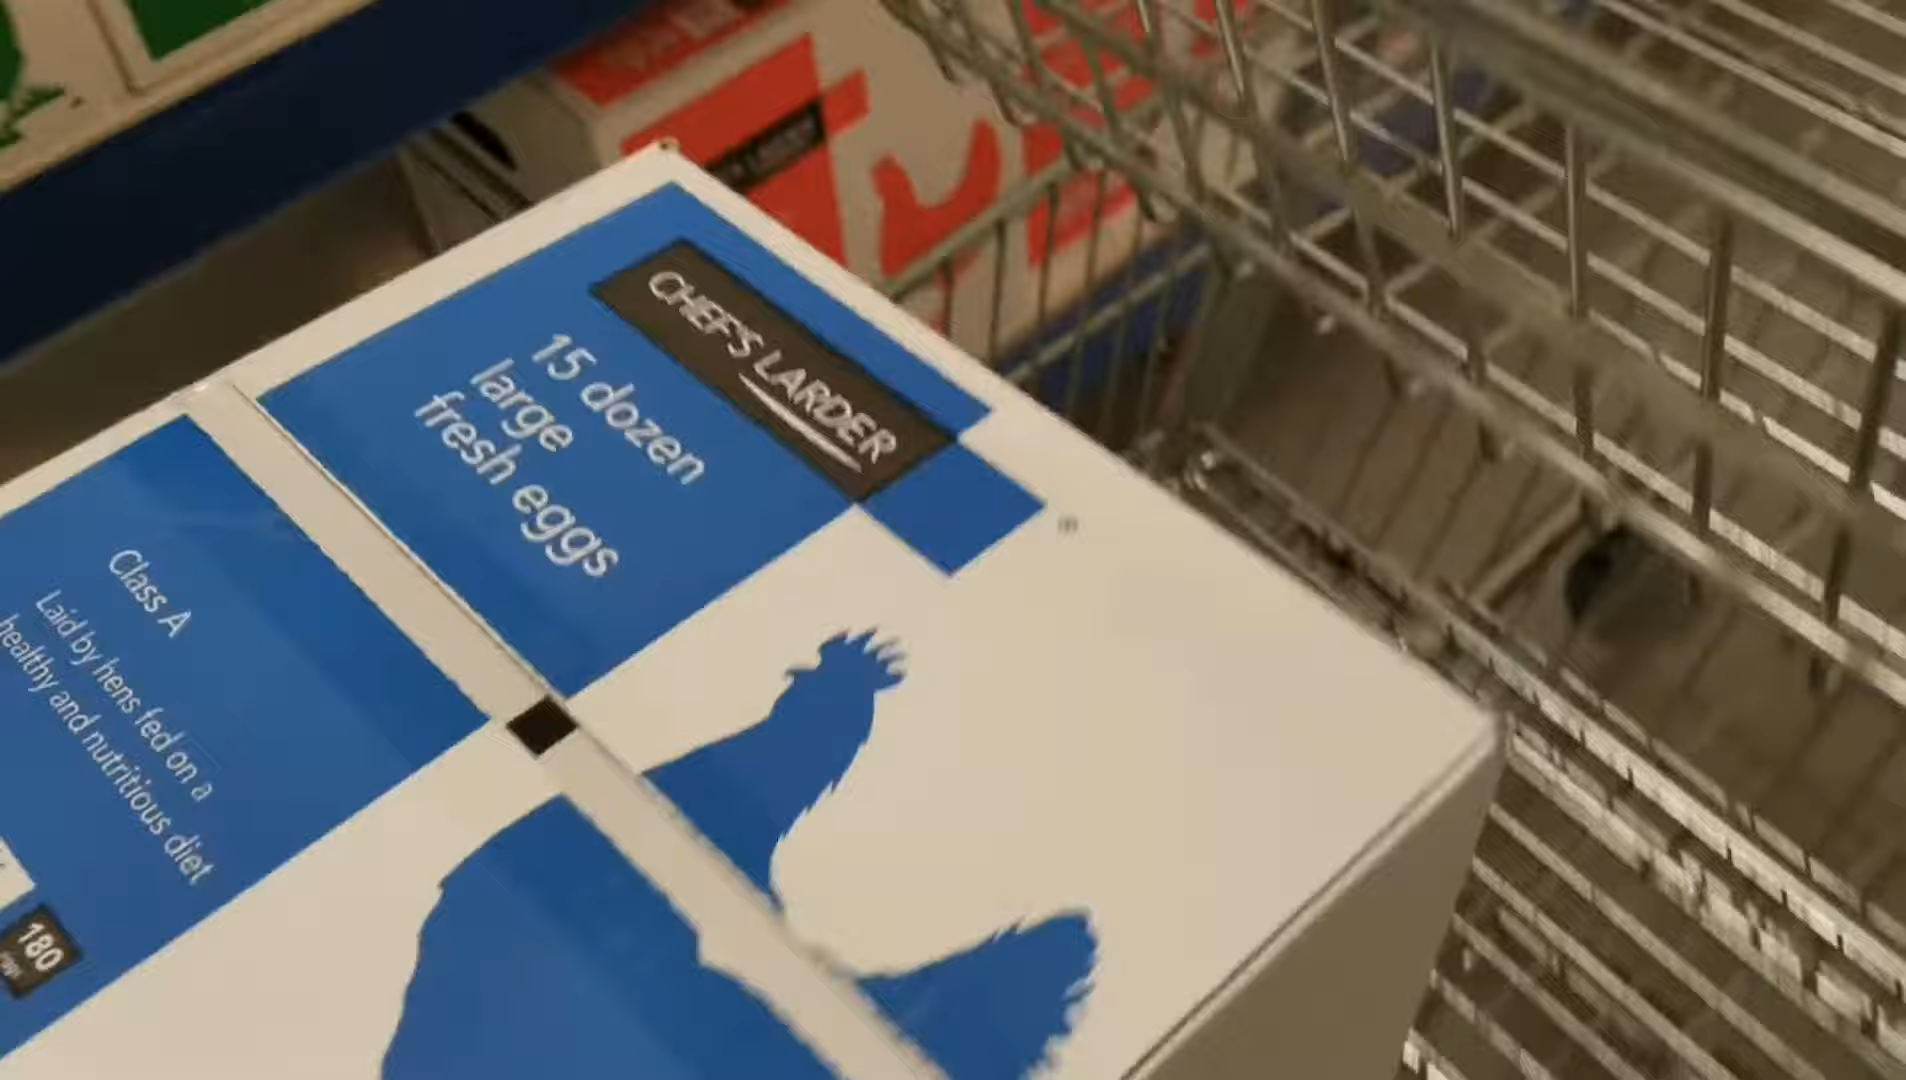 CHEF'S LARDER
15 dozen
large
fresh eggs
Class A
Laid by hens fed on a
healthy and nutritious diet
180